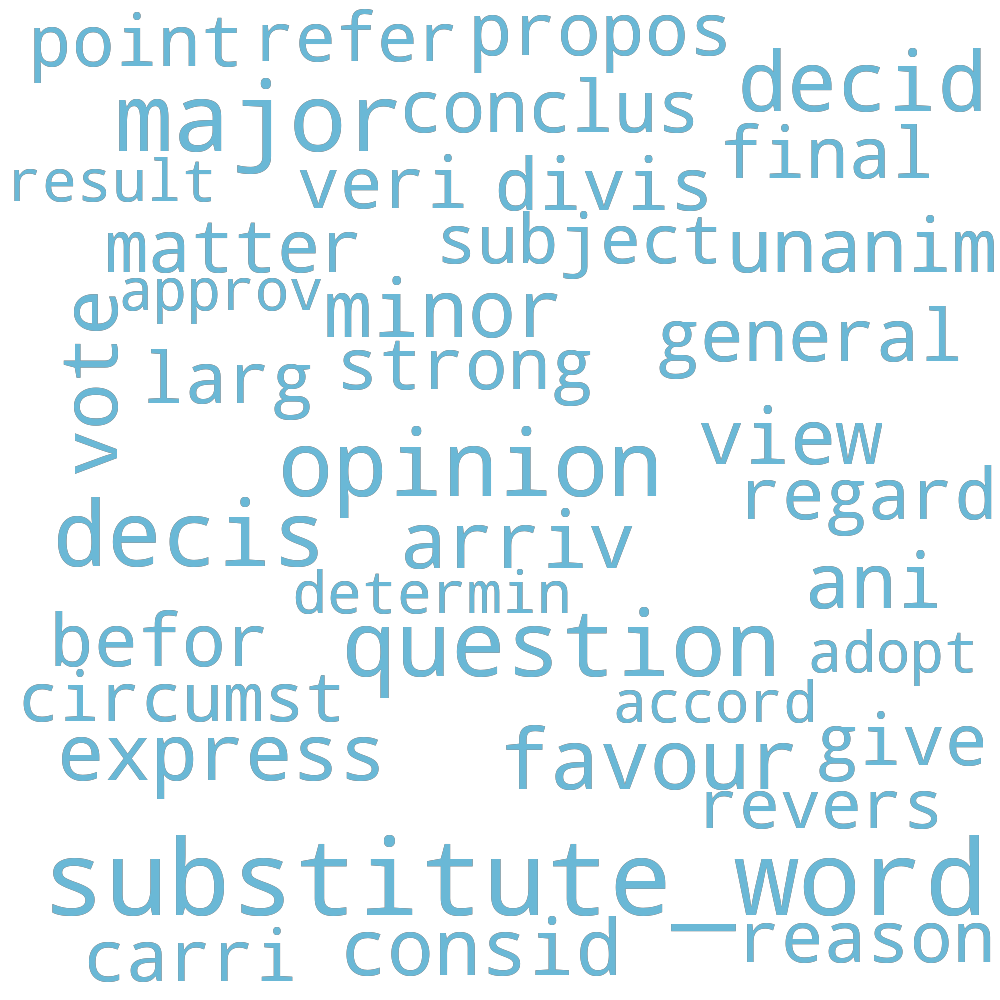 point refer propos
decid
major conclus
final
result veri divis
matter subject unanim
approv minor
vote
general
larg strong
view
opinion
regard
decis arriv
determin ani
befor question adopt
circumst accord
express favour give
revers
substitute_word
carri consid reason